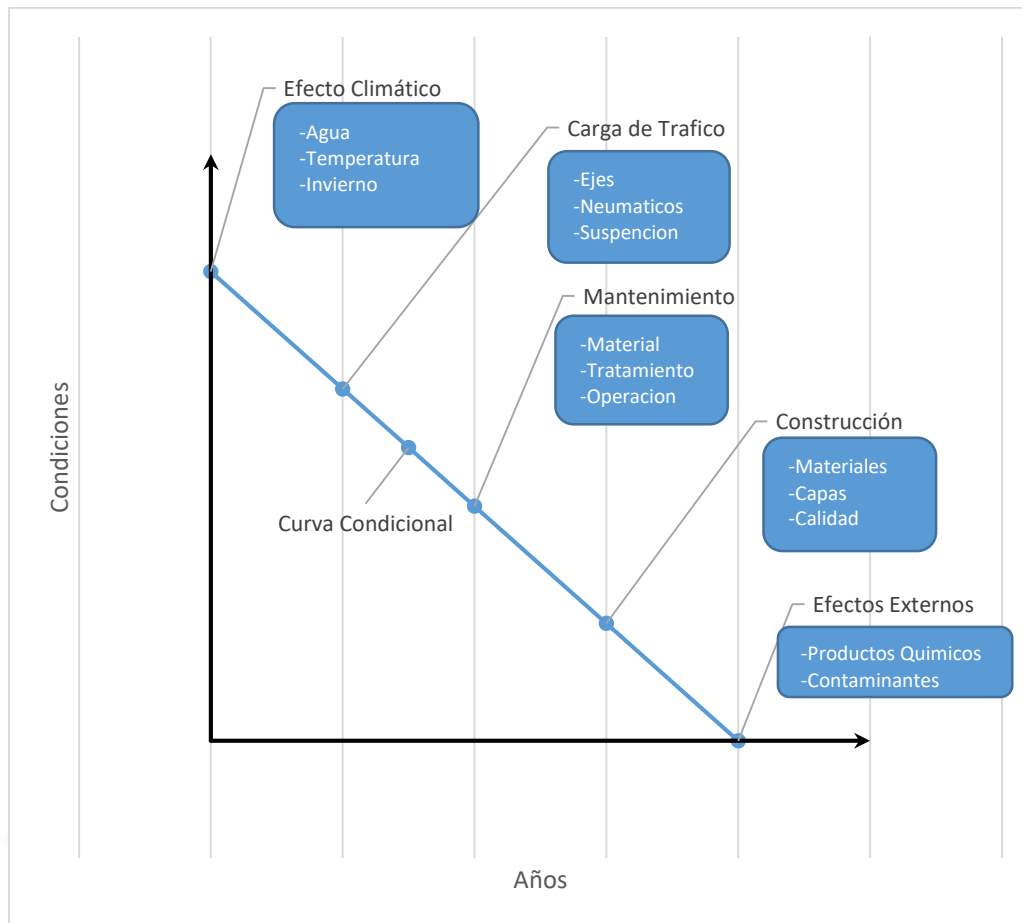 Efecto Climático
-Agua
-Temperatura
-Invierno
Carga de Trafico
-Ejes
-Neumaticos
-Suspencion
Mantenimiento
-Material
-Tratamiento
-Operacion
Construcción
-Materiales
-Capas
-Calidad
Curva Condicional
Efectos Externos
-Productos Quimicos
-Contaminantes
Condiciones
Años